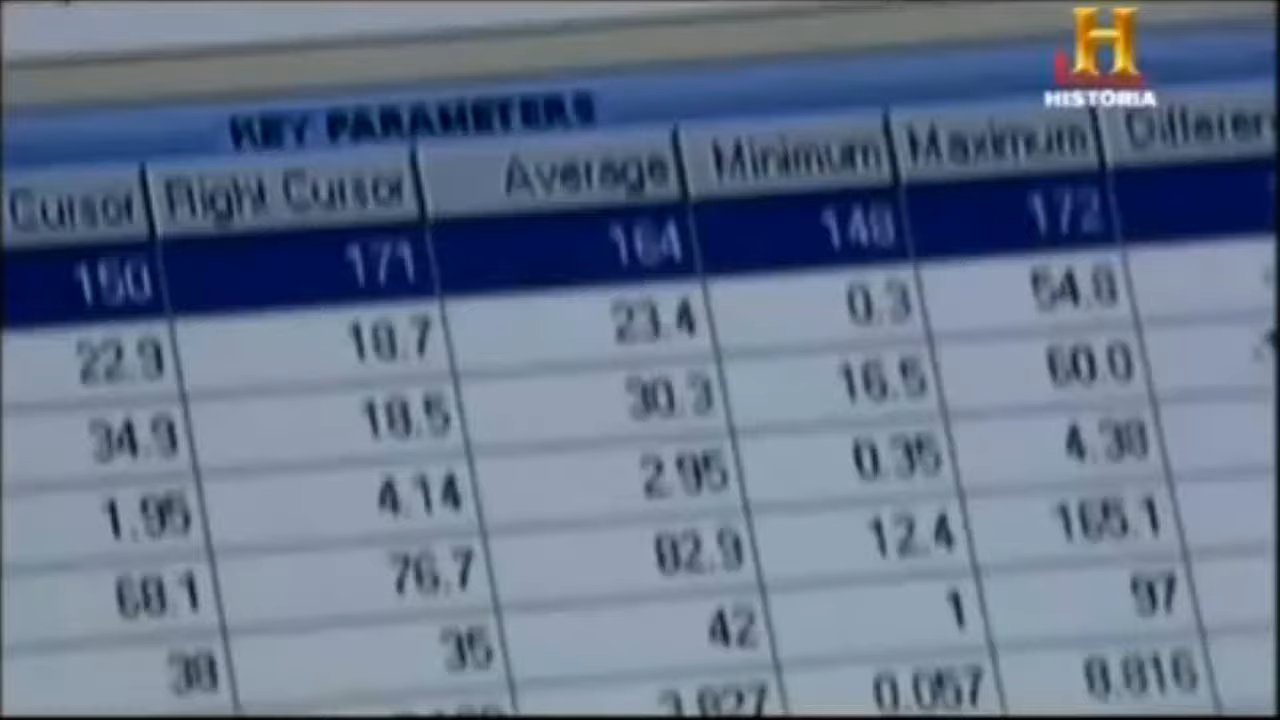 H
HISTORIA
KEY PARAMETERS
Cursor Right Cursor Average Minimum Maximum
150 171 164 148 172
22.9 18.7 23.4 0.3 54.8
34.9 18.5 30.3 16.5 60.0
1.95 4.14 2.95 0.35 4.38
68.1 76.7 82.9 12.4 165.1
38 35 42 1 97
0.057 8.816